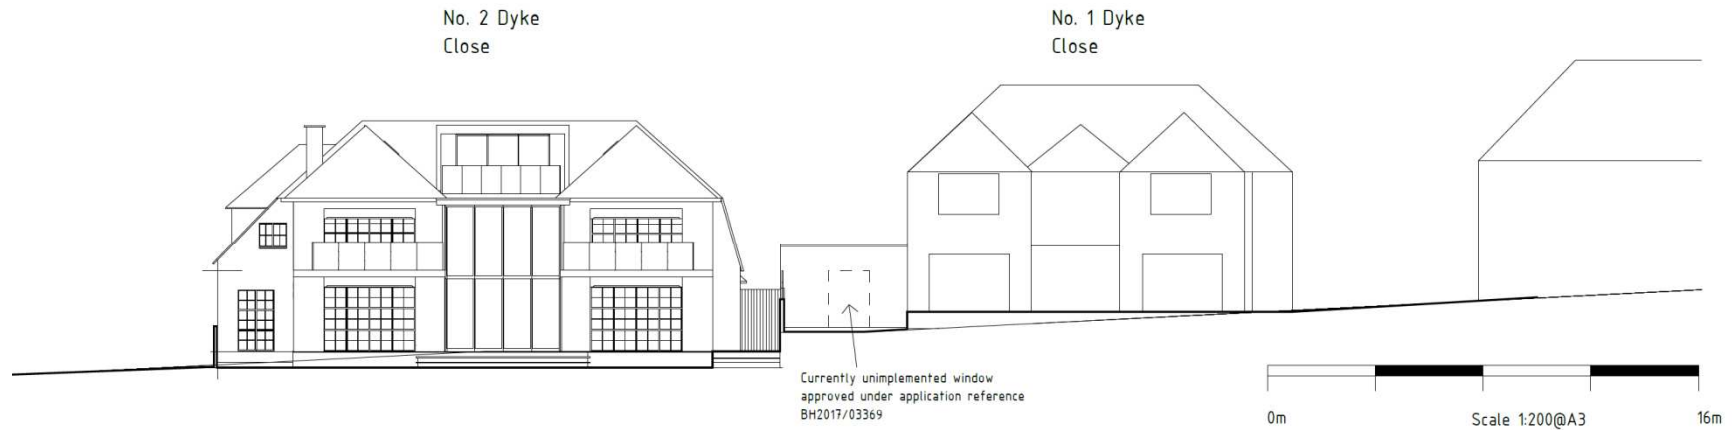 No. 2 Dyke
Close
No. 1 Dyke
Close
Currently unimplemented window
approved under application reference
BH2017/03369
0m
Scale 1:200@A3
16m